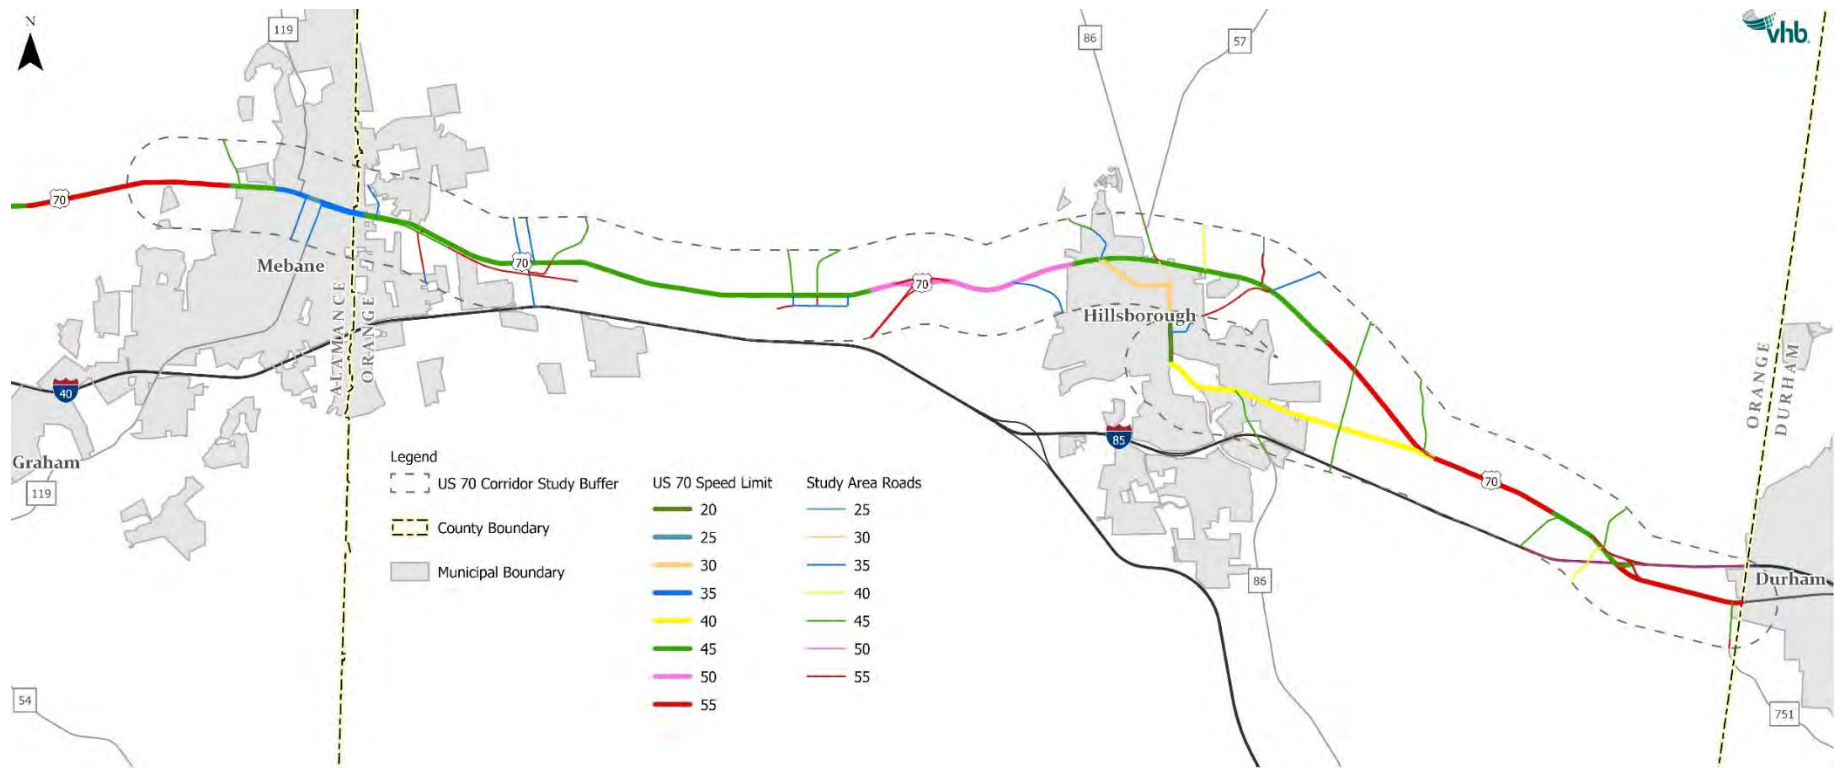 N
119
86
57
vhb
70
70
70
Mebane
ALAMANCE
ORANGE
Hillsborough
ORANGE
DURHAM
40
85
Graham
119
70
Legend
US 70 Corridor Study Buffer
County Boundary
Municipal Boundary
US 70 Speed Limit
20
25
30
35
40
45
50
55
Study Area Roads
25
30
35
40
45
50
55
86
Durham
54
751